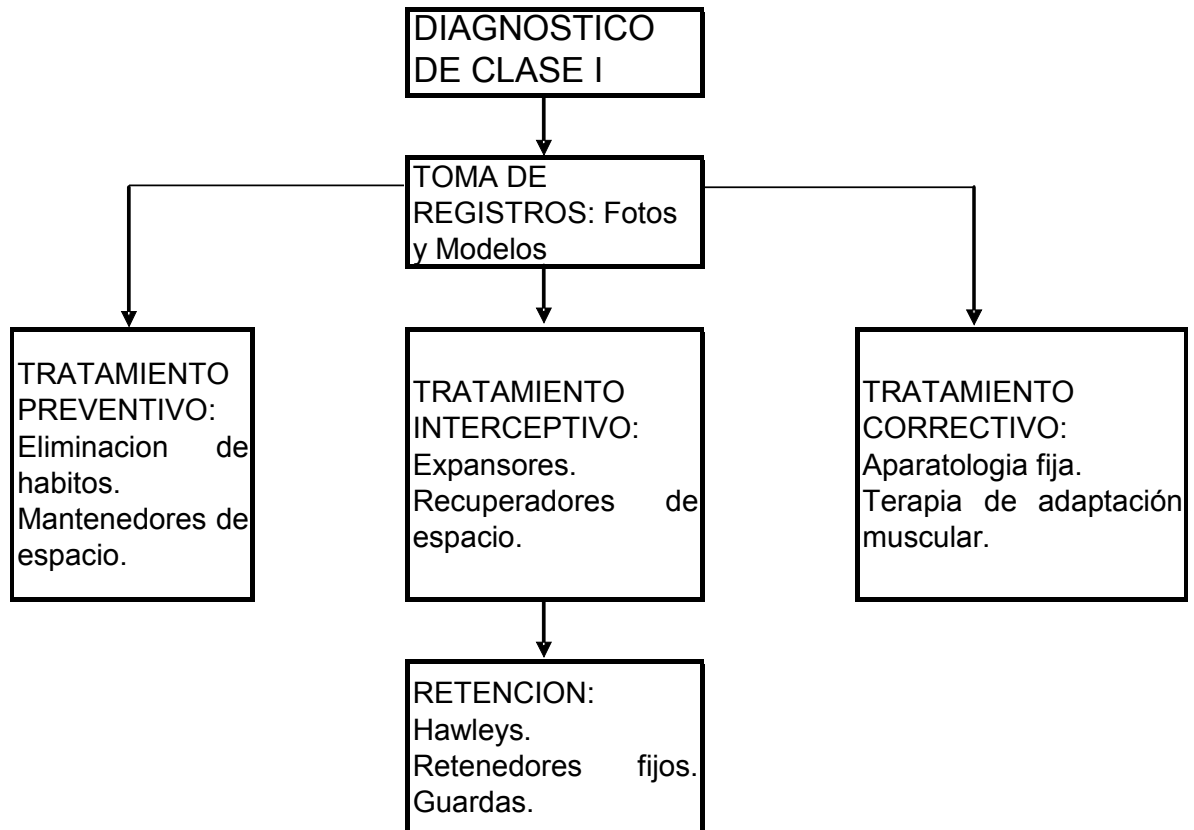 DIAGNOSTICO
DE CLASE I
TOMA DE
REGISTROS: Fotos
y Modelos
TRATAMIENTO
PREVENTIVO:
Eliminacion de
habitos.
Mantenedores de
espacio.
TRATAMIENTO
INTERCEPTIVO:
Expansores.
Recuperadores de
espacio.
TRATAMIENTO
CORRECTIVO:
Aparatologia fija.
Terapia de adaptación
muscular.
RETENCION:
Hawleys.
Retenedores fijos.
Guardas.